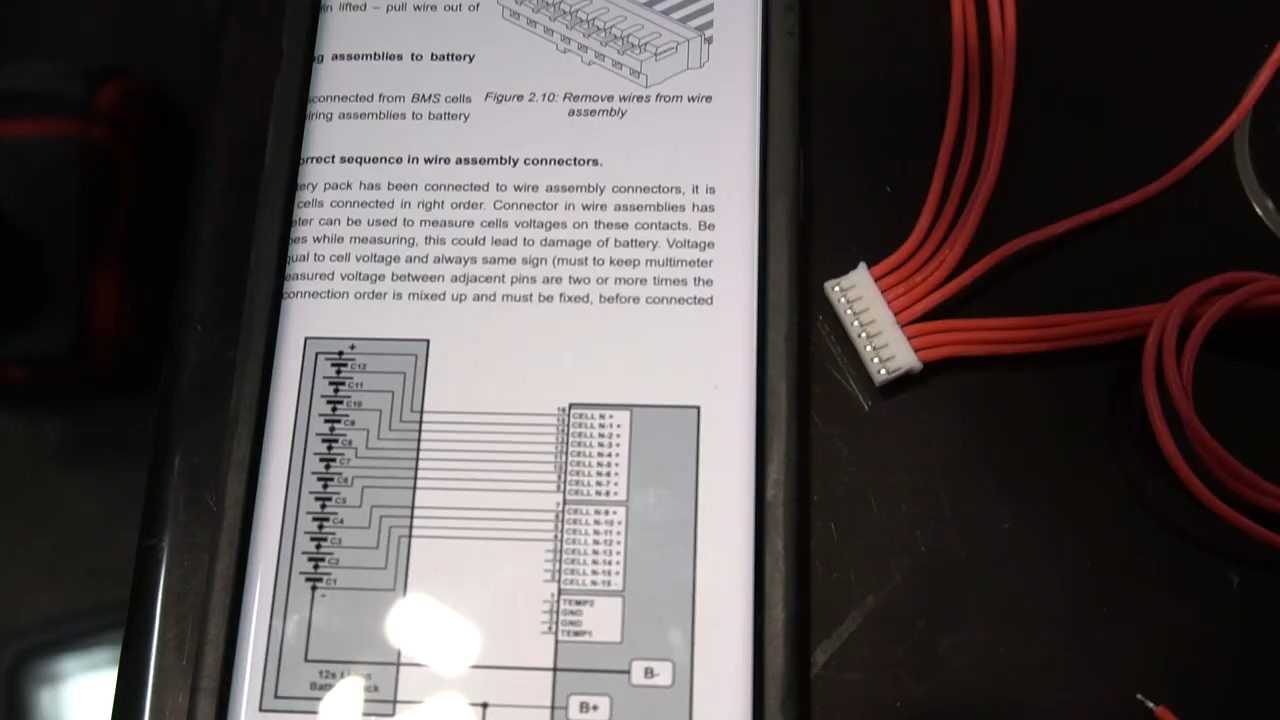 in lifted – pull wire out of
g assemblies to battery
connected from BMS cells
iring assemblies to battery
Figure 2.10: Remove wires from wire
assembly
rrect sequence in wire assembly connectors.
ery pack has been connected to wire assembly connectors, it is
cells connected in right order. Connector in wire assemblies has
ter can be used to measure cells voltages on these contacts. Be
es while measuring, this could lead to damage of battery. Voltage
ual to cell voltage and always same sign (must to keep multimeter
easured voltage between adjacent pins are two or more times the
connection order is mixed up and must be fixed, before connected
+
C12
C11
C10
C9
C8
C7
C6
C5
C4
C3
C2
C1
-
CELL N +
CELL N-1 +
CELL N-2 +
CELL N-3 +
CELL N-4 +
CELL N-5 +
CELL N-6 +
CELL N-7 +
CELL N-8 +
CELL N-9 +
CELL N-10 +
CELL N-11 +
CELL N-12 +
CELL N-13 +
CELL N-14 +
CELL N-15 +
CELL N-15 -
TEMP2
GND
GND
TEMP1
B-
B+